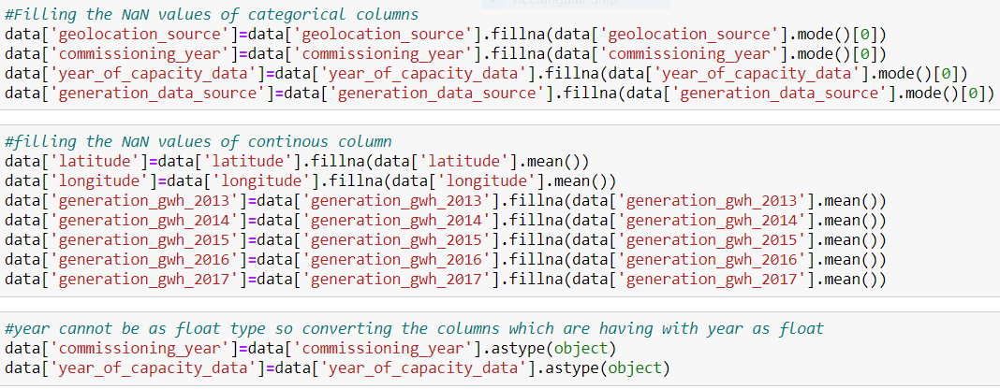 Rectangular Snip
#Filling the NaN values of categorical columns
data['geolocation_source']=data['geolocation_source'].fillna(data['geolocation_source'].mode()[0])
data['commissioning_year']=data['commissioning_year'].fillna(data['commissioning_year'].mode()[0])
data['year_of_capacity_data']=data['year_of_capacity_data'].fillna(data['year_of_capacity_data'].mode()[0])
data['generation_data_source']=data['generation_data_source'].fillna(data['generation_data_source'].mode()[0])
#filling the NaN values of continous column
data['latitude']=data['latitude'].fillna(data['latitude'].mean())
data['longitude']=data['longitude'].fillna(data['longitude'].mean())
data['generation_gwh_2013']=data['generation_gwh_2013'].fillna(data['generation_gwh_2013'].mean())
data['generation_gwh_2014']=data['generation_gwh_2014'].fillna(data['generation_gwh_2014'].mean())
data['generation_gwh_2015']=data['generation_gwh_2015'].fillna(data['generation_gwh_2015'].mean())
data['generation_gwh_2016']=data['generation_gwh_2016'].fillna(data['generation_gwh_2016'].mean())
data['generation_gwh_2017']=data['generation_gwh_2017'].fillna(data['generation_gwh_2017'].mean())
#year cannot be as float type so converting the columns which are having with year as float
data['commissioning_year']=data['commissioning_year'].astype(object)
data['year_of_capacity_data']=data['year_of_capacity_data'].astype(object)